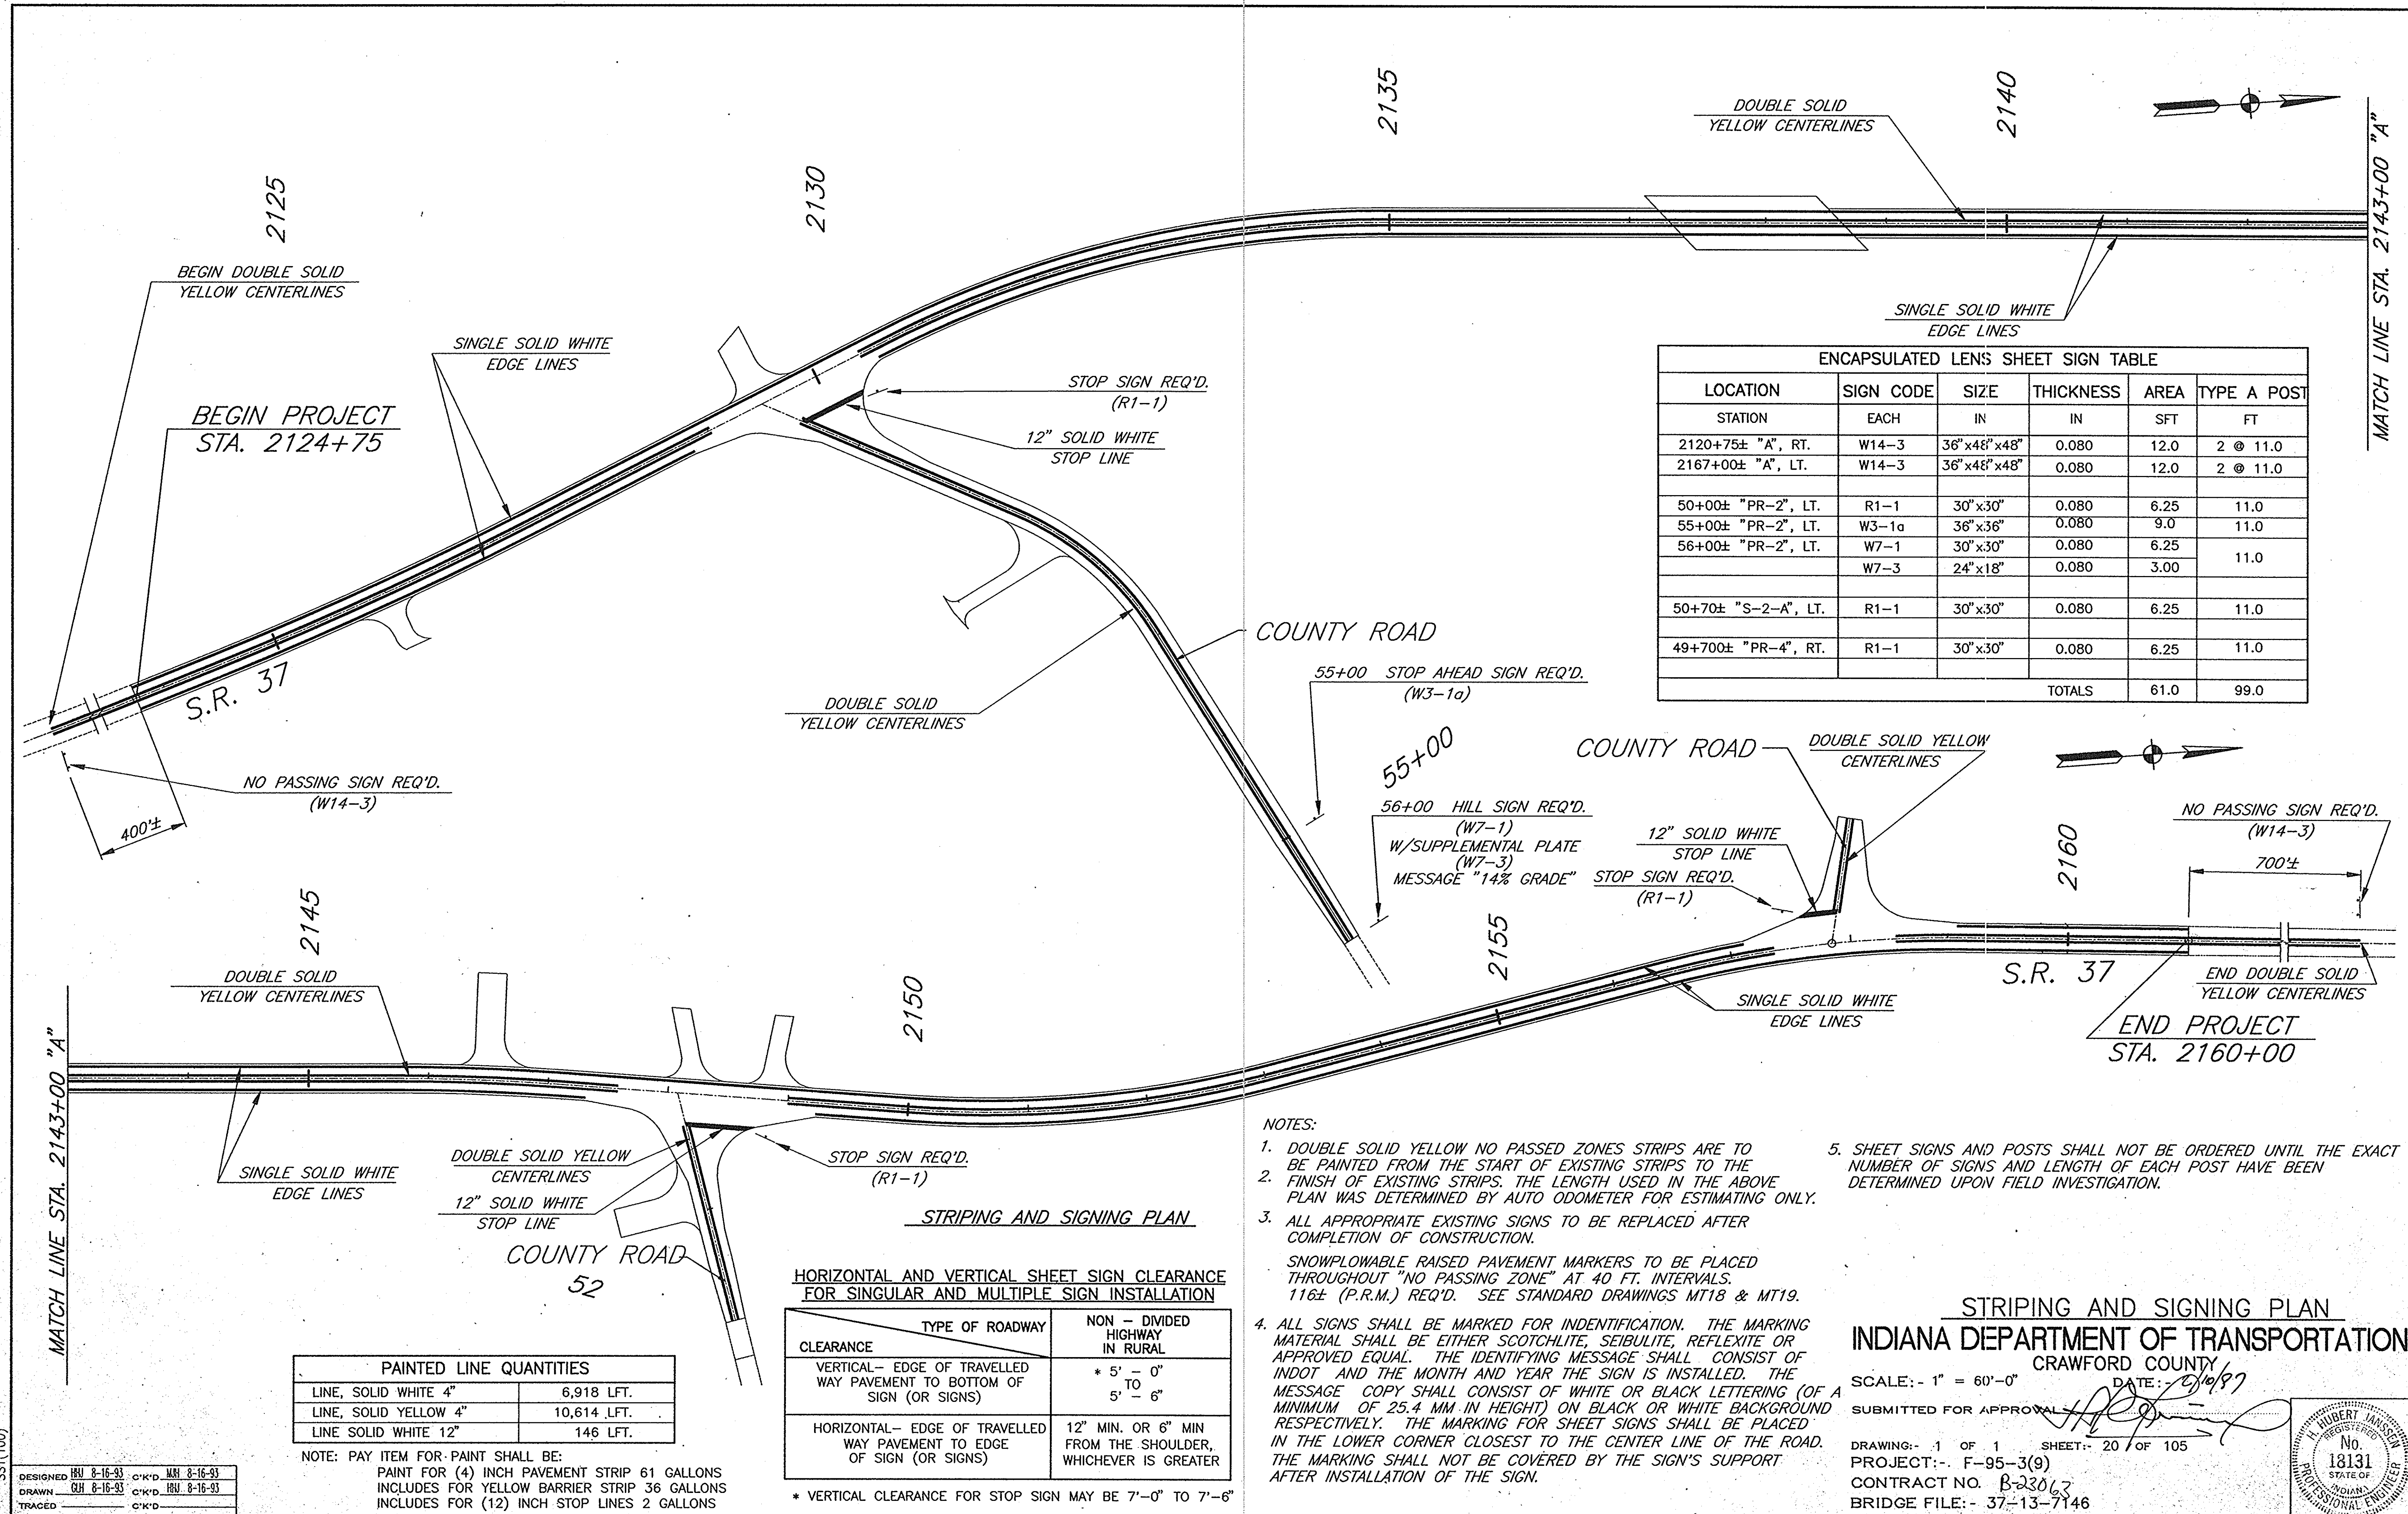 2125
2130
2135
2140
DOUBLE SOLID
YELLOW CENTERLINES
MATCH LINE STA. 2143+00 "A"
BEGIN DOUBLE SOLID
YELLOW CENTERLINES
SINGLE SOLID WHITE
EDGE LINES
BEGIN PROJECT
STA. 2124+75
STOP SIGN REQ'D.
(R1-1)
12" SOLID WHITE
STOP LINE
SINGLE SOLID WHITE
EDGE LINES
S.R. 37
NO PASSING SIGN REQ'D.
(W14-3)
400'±
DOUBLE SOLID
YELLOW CENTERLINES
COUNTY ROAD
55+00 STOP AHEAD SIGN REQ'D.
(W3-1a)
55+00
56+00 HILL SIGN REQ'D.
(W7-1)
W/SUPPLEMENTAL PLATE
(W7-3)
MESSAGE "14% GRADE"
ENCAPSULATED LENS SHEET SIGN TABLE
LOCATION SIGN CODE SIZE THICKNESS AREA TYPE A POST
STATION EACH IN IN SFT FT
2120+75± "A", RT. W14-3 36"x48"x48" 0.080 12.0 2 @ 11.0
2167+00± "A", LT. W14-3 36"x48"x48" 0.080 12.0 2 @ 11.0
50+00± "PR-2", LT. R1-1 30"x30" 0.080 6.25 11.0
55+00± "PR-2", LT. W3-1a 36"x36" 0.080 9.0 11.0
56+00± "PR-2", LT. W7-1 30"x30" 0.080 6.25 11.0
W7-3 24"x18" 0.080 3.00
50+70± "S-2-A", LT. R1-1 30"x30" 0.080 6.25 11.0
49+700± "PR-4", RT. R1-1 30"x30" 0.080 6.25 11.0
TOTALS 61.0 99.0
COUNTY ROAD
DOUBLE SOLID YELLOW
CENTERLINES
12" SOLID WHITE
STOP LINE
STOP SIGN REQ'D.
(R1-1)
2160
NO PASSING SIGN REQ'D.
(W14-3)
700'±
S.R. 37
END DOUBLE SOLID
YELLOW CENTERLINES
END PROJECT
STA. 2160+00
MATCH LINE STA. 2143+00 "A"
2145
2150
2155
DOUBLE SOLID
YELLOW CENTERLINES
SINGLE SOLID WHITE
EDGE LINES
SINGLE SOLID WHITE
EDGE LINES
DOUBLE SOLID YELLOW
CENTERLINES
12" SOLID WHITE
STOP LINE
STOP SIGN REQ'D.
(R1-1)
COUNTY ROAD
52
STRIPING AND SIGNING PLAN
PAINTED LINE QUANTITIES
LINE, SOLID WHITE 4" 6,918 LFT.
LINE, SOLID YELLOW 4" 10,614 LFT.
LINE SOLID WHITE 12" 146 LFT.
NOTE: PAY ITEM FOR PAINT SHALL BE:
PAINT FOR (4) INCH PAVEMENT STRIP 61 GALLONS
INCLUDES FOR YELLOW BARRIER STRIP 36 GALLONS
INCLUDES FOR (12) INCH STOP LINES 2 GALLONS
HORIZONTAL AND VERTICAL SHEET SIGN CLEARANCE
FOR SINGULAR AND MULTIPLE SIGN INSTALLATION
TYPE OF ROADWAY
CLEARANCE
NON - DIVIDED
HIGHWAY
IN RURAL
VERTICAL- EDGE OF TRAVELLED
WAY PAVEMENT TO BOTTOM OF
SIGN (OR SIGNS)
* 5' - 0"
TO
5' - 6"
HORIZONTAL- EDGE OF TRAVELLED
WAY PAVEMENT TO EDGE
OF SIGN (OR SIGNS)
12" MIN. OR 6" MIN
FROM THE SHOULDER,
WHICHEVER IS GREATER
* VERTICAL CLEARANCE FOR STOP SIGN MAY BE 7'-0" TO 7'-6"
NOTES:
1. DOUBLE SOLID YELLOW NO PASSED ZONES STRIPS ARE TO
BE PAINTED FROM THE START OF EXISTING STRIPS TO THE
2. FINISH OF EXISTING STRIPS. THE LENGTH USED IN THE ABOVE
PLAN WAS DETERMINED BY AUTO ODOMETER FOR ESTIMATING ONLY.
3. ALL APPROPRIATE EXISTING SIGNS TO BE REPLACED AFTER
COMPLETION OF CONSTRUCTION.
SNOWPLOWABLE RAISED PAVEMENT MARKERS TO BE PLACED
THROUGHOUT "NO PASSING ZONE" AT 40 FT. INTERVALS.
116± (P.R.M.) REQ'D. SEE STANDARD DRAWINGS MT18 & MT19.
4. ALL SIGNS SHALL BE MARKED FOR INDENTIFICATION. THE MARKING
MATERIAL SHALL BE EITHER SCOTCHLITE, SEIBULITE, REFLEXITE OR
APPROVED EQUAL. THE IDENTIFYING MESSAGE SHALL CONSIST OF
INDOT AND THE MONTH AND YEAR THE SIGN IS INSTALLED. THE
MESSAGE COPY SHALL CONSIST OF WHITE OR BLACK LETTERING (OF A
MINIMUM OF 25.4 MM IN HEIGHT) ON BLACK OR WHITE BACKGROUND
RESPECTIVELY. THE MARKING FOR SHEET SIGNS SHALL BE PLACED
IN THE LOWER CORNER CLOSEST TO THE CENTER LINE OF THE ROAD.
THE MARKING SHALL NOT BE COVERED BY THE SIGN'S SUPPORT
AFTER INSTALLATION OF THE SIGN.
5. SHEET SIGNS AND POSTS SHALL NOT BE ORDERED UNTIL THE EXACT
NUMBER OF SIGNS AND LENGTH OF EACH POST HAVE BEEN
DETERMINED UPON FIELD INVESTIGATION.
STRIPING AND SIGNING PLAN
INDIANA DEPARTMENT OF TRANSPORTATION
CRAWFORD COUNTY
SCALE:- 1" = 60'-0" DATE:-
SUBMITTED FOR APPROVAL
DRAWING:- 1 OF 1 SHEET:- 20 OF 105
PROJECT:- F-95-3(9)
CONTRACT NO. B-23063
BRIDGE FILE:- 37-13-7146
H. HUBERT JANSSEN
REGISTERED
No.
18131
STATE OF
INDIANA
PROFESSIONAL ENGINEER
DESIGNED HHJ 8-16-93 C'K'D MJH 8-16-93
DRAWN GLH 8-16-93 C'K'D HHJ 8-16-93
TRACED C'K'D